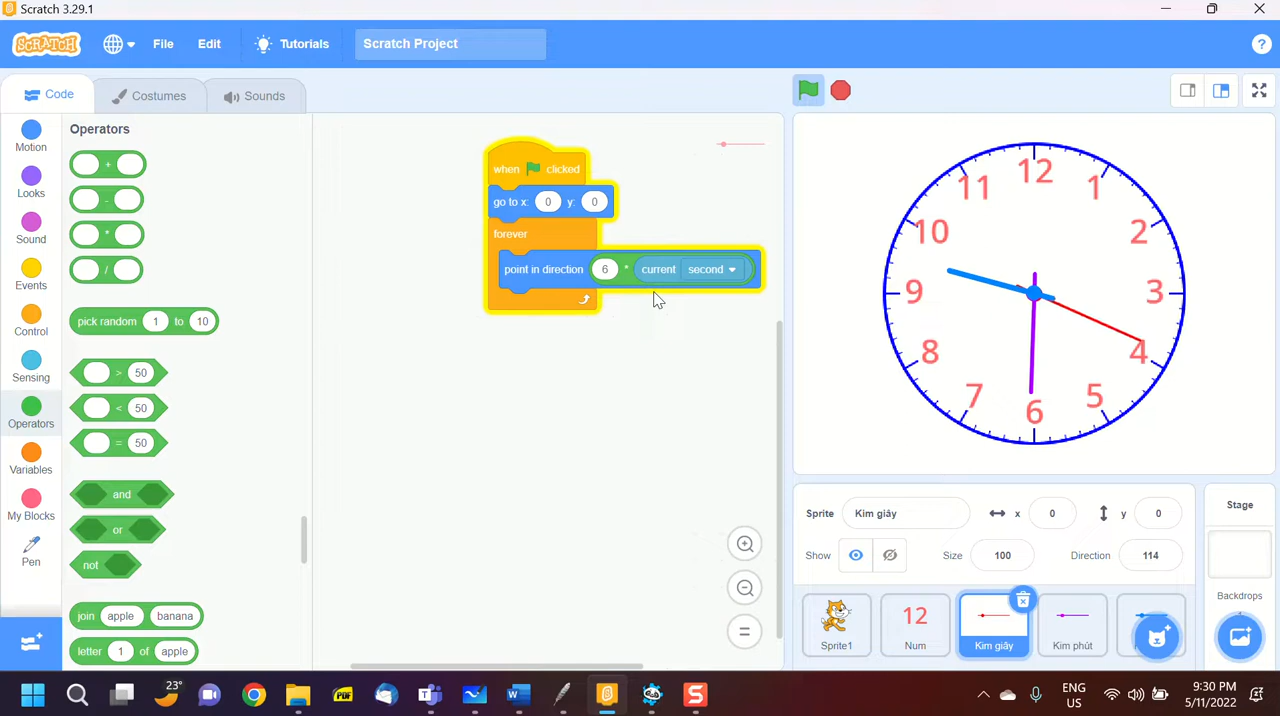 Scratch 3.29.1
SCRATCH
File
Edit
Tutorials
Scratch Project
?
Code
Costumes
Sounds
Motion
Looks
Sound
Events
Control
Sensing
Operators
Variables
My Blocks
Pen
Operators
+
-
*
/
pick random 1 to 10
> 50
< 50
= 50
and
or
not
join apple banana
letter 1 of apple
when clicked
go to x: 0 y: 0
forever
point in direction 6 * current second
12
1
2
3
4
5
6
7
8
9
10
11
Sprite Kim giây x 0 y 0
Show Size 100 Direction 114
Sprite1
12
Num
Kim giây
Kim phút
Stage
Backdrops
23°
PDF
ENG
US
9:30 PM
5/11/2022